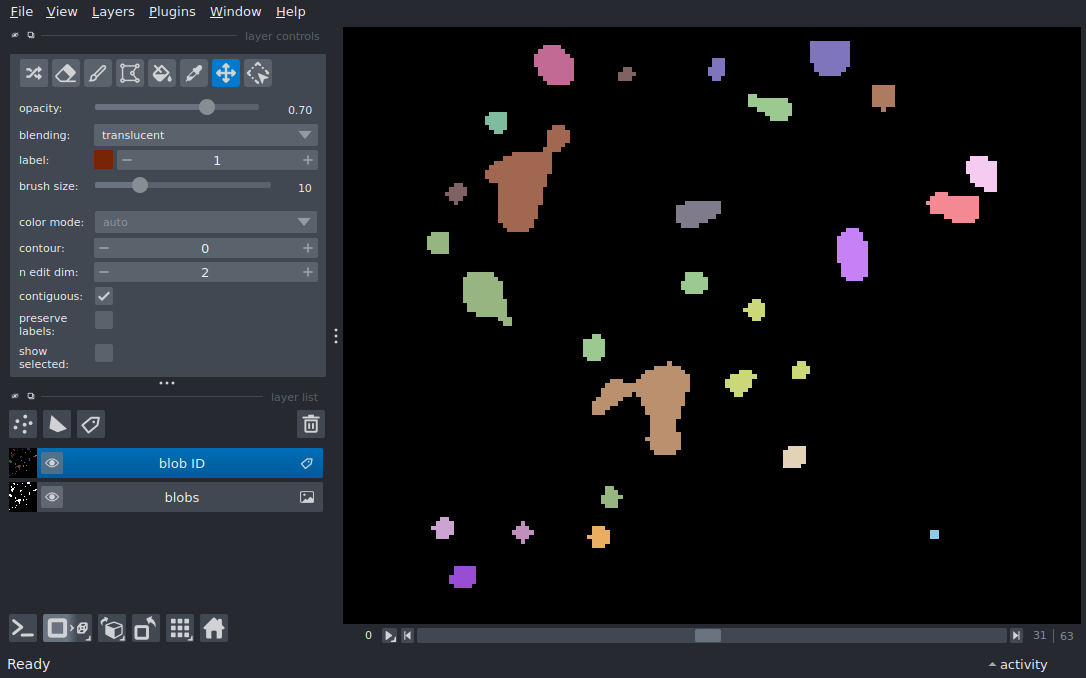 File View Layers Plugins Window Help
layer controls
opacity: 0.70
blending: translucent
label: 1
brush size: 10
color mode: auto
contour: 0
n edit dim: 2
contiguous:
preserve
labels:
show
selected:
layer list
blob ID
blobs
0 31 63
Ready activity